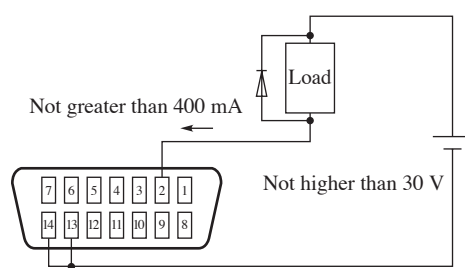 Load
Not greater than 400 mA
Not higher than 30 V
7 6 5 4 3 2 1
14 13 12 11 10 9 8